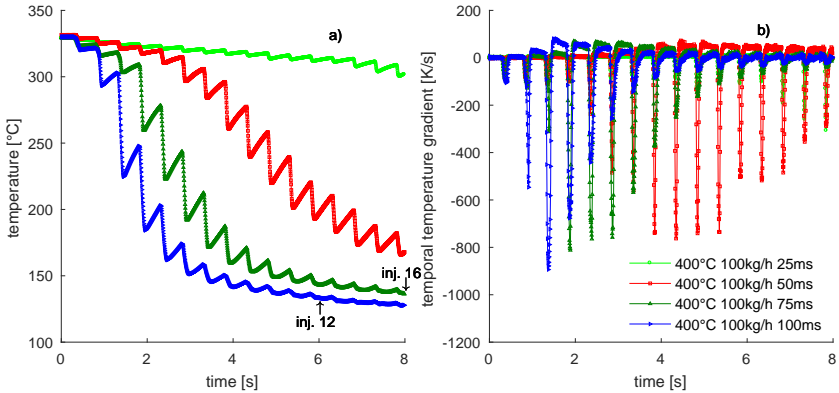 350
300
250
200
150
100
0
2
4
6
8
temperature [°C]
time [s]
a)
inj. 12
inj. 16
200
0
-200
-400
-600
-800
-1000
-1200
0
2
4
6
8
temporal temperature gradient [K/s]
time [s]
b)
400°C 100kg/h 25ms
400°C 100kg/h 50ms
400°C 100kg/h 75ms
400°C 100kg/h 100ms